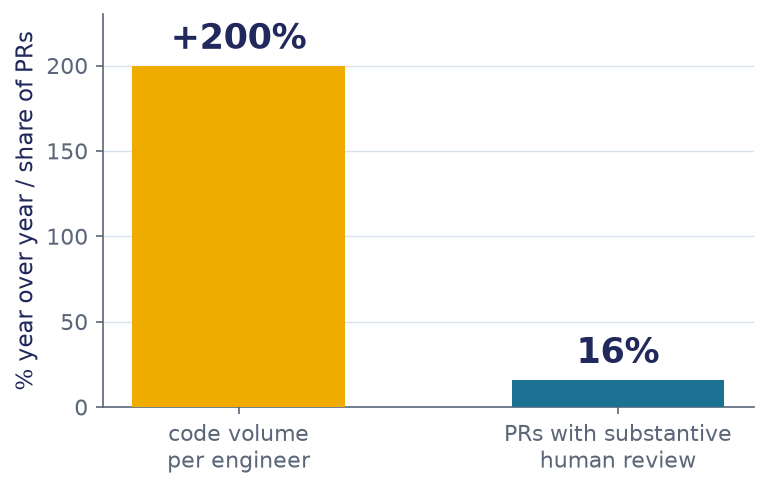 % year over year / share of PRs
200
150
100
50
0
+200%
16%
code volume
per engineer
PRs with substantive
human review